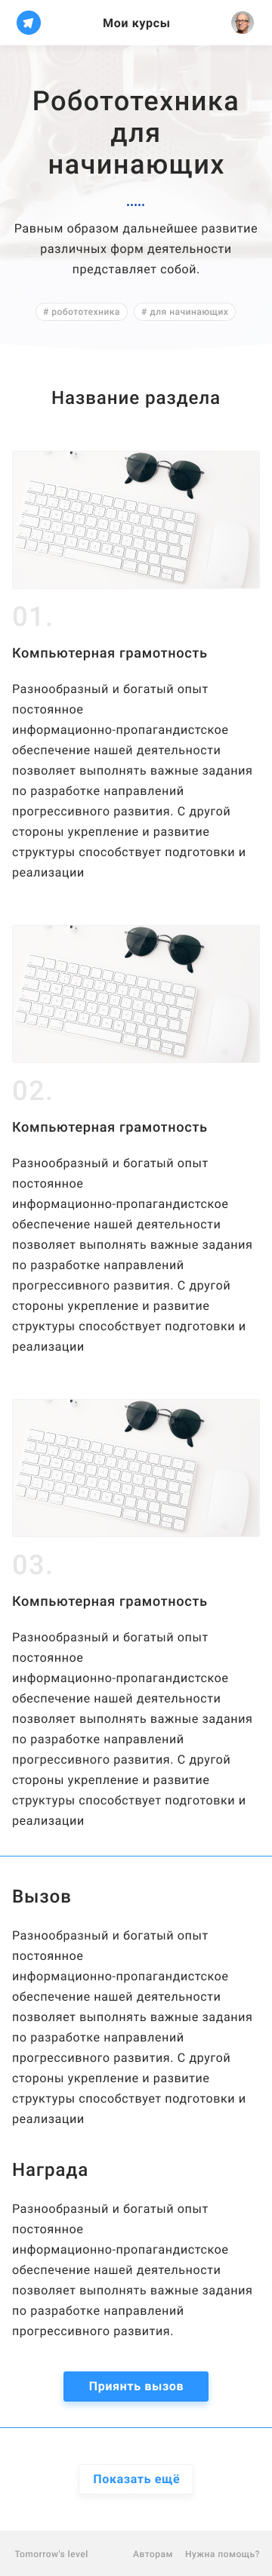 Мои курсы
Робототехника
для
начинающих
Равным образом дальнейшее развитие
различных форм деятельности
представляет собой.
# робототехника # для начинающих
Название раздела
01.
Компьютерная грамотность
Разнообразный и богатый опыт
постоянное
информационно-пропагандистское
обеспечение нашей деятельности
позволяет выполнять важные задания
по разработке направлений
прогрессивного развития. С другой
стороны укрепление и развитие
структуры способствует подготовки и
реализации
02.
Компьютерная грамотность
Разнообразный и богатый опыт
постоянное
информационно-пропагандистское
обеспечение нашей деятельности
позволяет выполнять важные задания
по разработке направлений
прогрессивного развития. С другой
стороны укрепление и развитие
структуры способствует подготовки и
реализации
03.
Компьютерная грамотность
Разнообразный и богатый опыт
постоянное
информационно-пропагандистское
обеспечение нашей деятельности
позволяет выполнять важные задания
по разработке направлений
прогрессивного развития. С другой
стороны укрепление и развитие
структуры способствует подготовки и
реализации
Вызов
Разнообразный и богатый опыт
постоянное
информационно-пропагандистское
обеспечение нашей деятельности
позволяет выполнять важные задания
по разработке направлений
прогрессивного развития. С другой
стороны укрепление и развитие
структуры способствует подготовки и
реализации
Награда
Разнообразный и богатый опыт
постоянное
информационно-пропагандистское
обеспечение нашей деятельности
позволяет выполнять важные задания
по разработке направлений
прогрессивного развития.
Приянть вызов
Показать ещё
Tomorrow's level Авторам Нужна помощь?